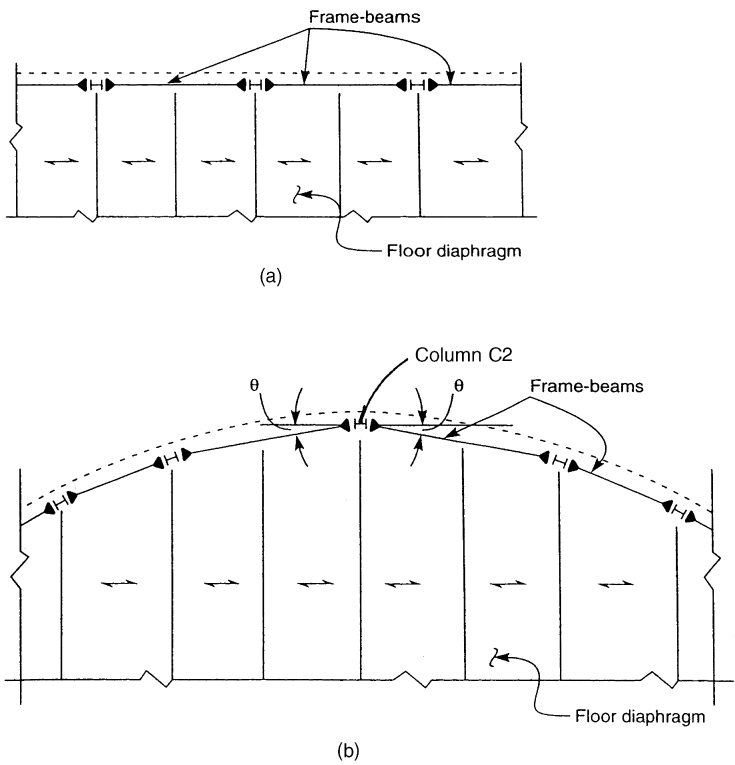 Frame-beams
Floor diaphragm
(a)
Column C2
θ
θ
Frame-beams
Floor diaphragm
(b)